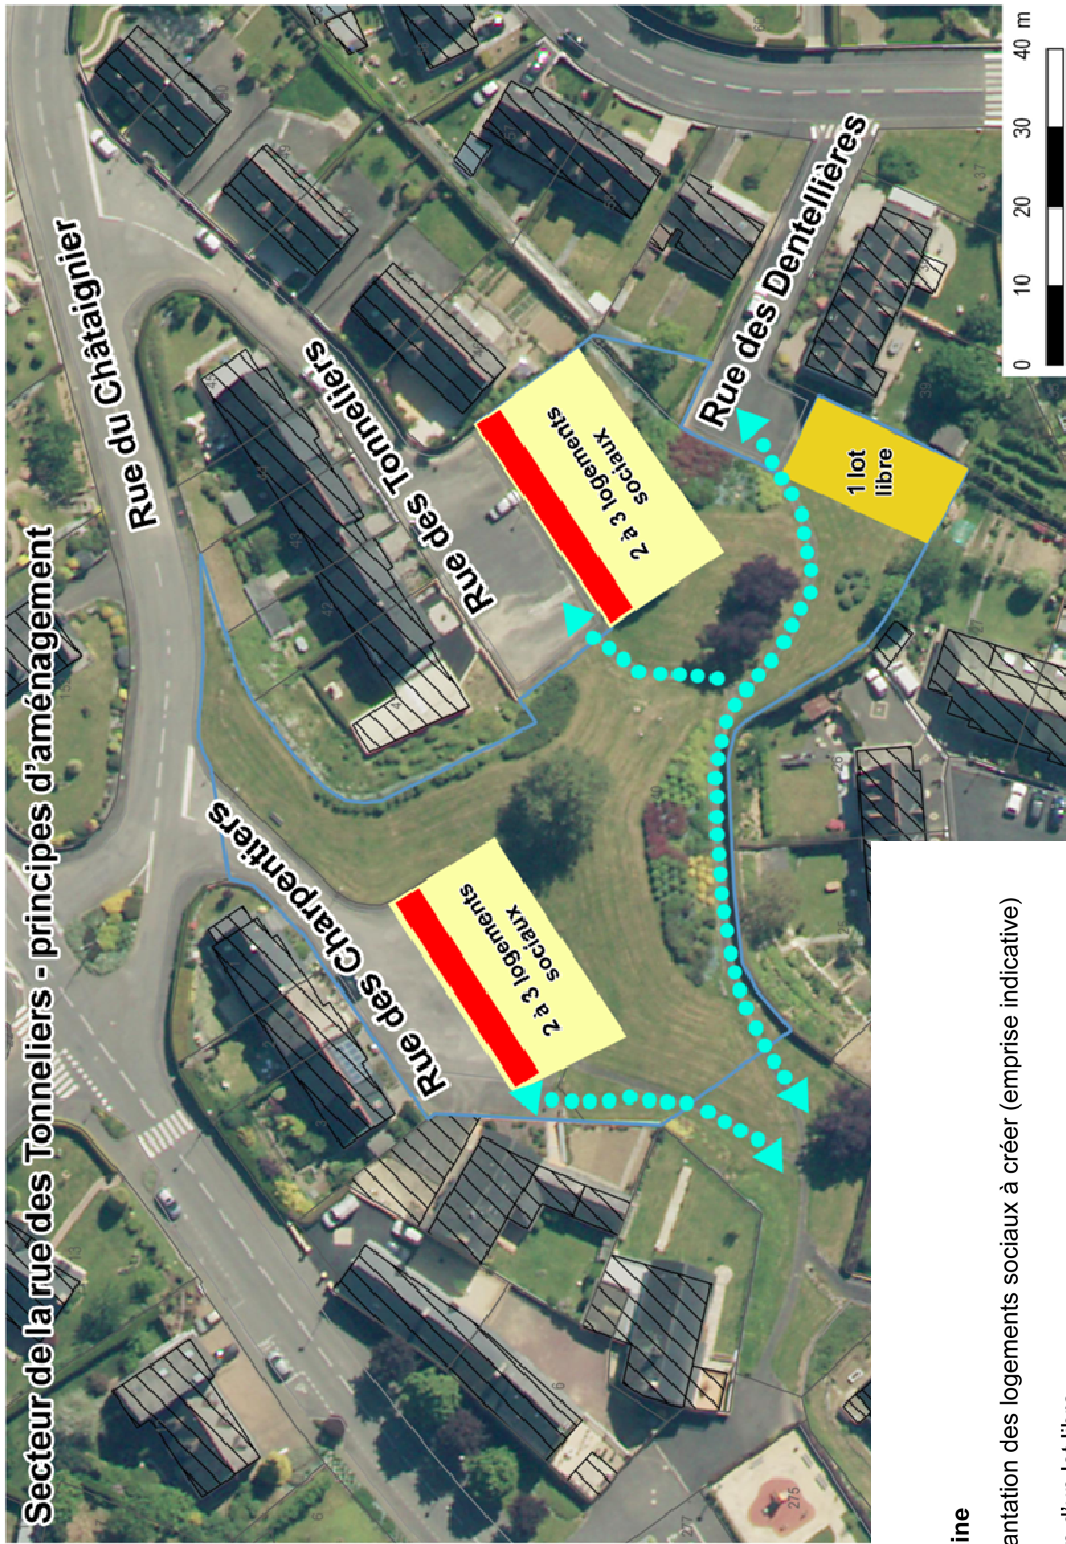 Secteur de la rue des Tonneliers - principes d'aménagement
Rue du Châtaignier
Rue des Tonneliers
Rue des Charpentiers
Rue des Dentellières
2 à 3 logements
sociaux
2 à 3 logements
sociaux
1 lot
libre
0 10 20 30 40 m
ine
antation des logements sociaux à créer (emprise indicative)